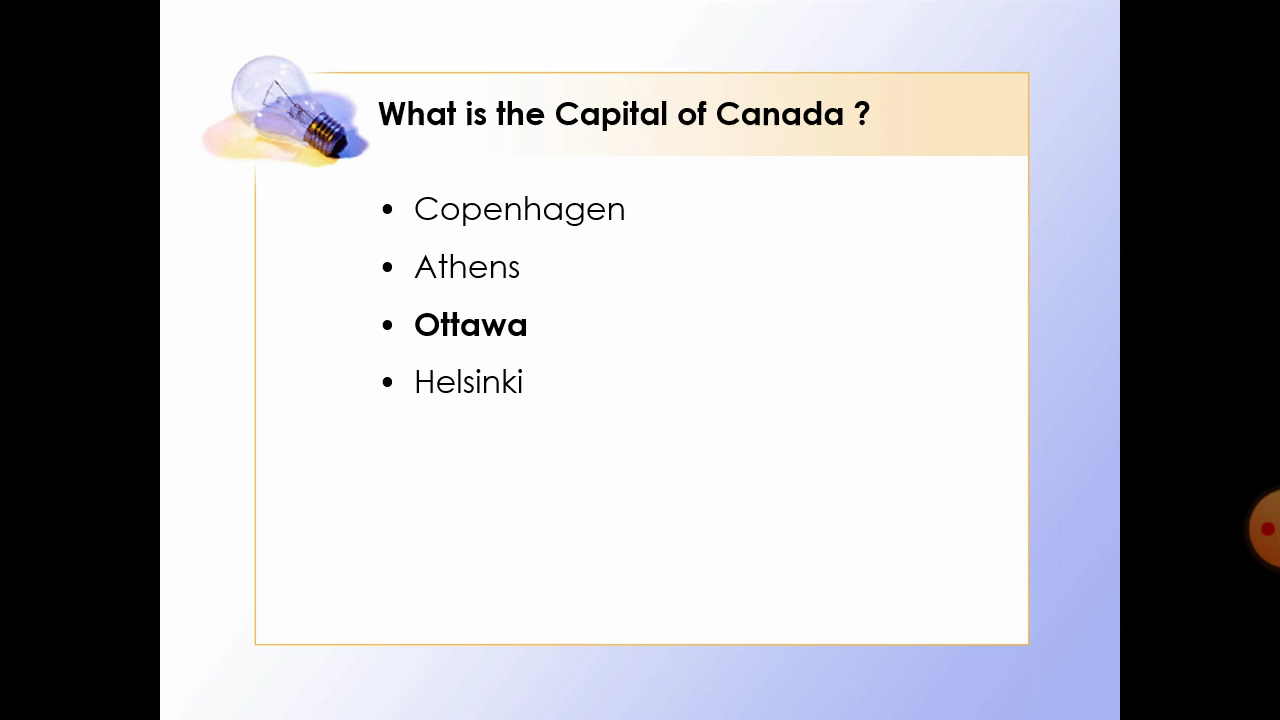 What is the Capital of Canada ?
• Copenhagen
• Athens
• Ottawa
• Helsinki